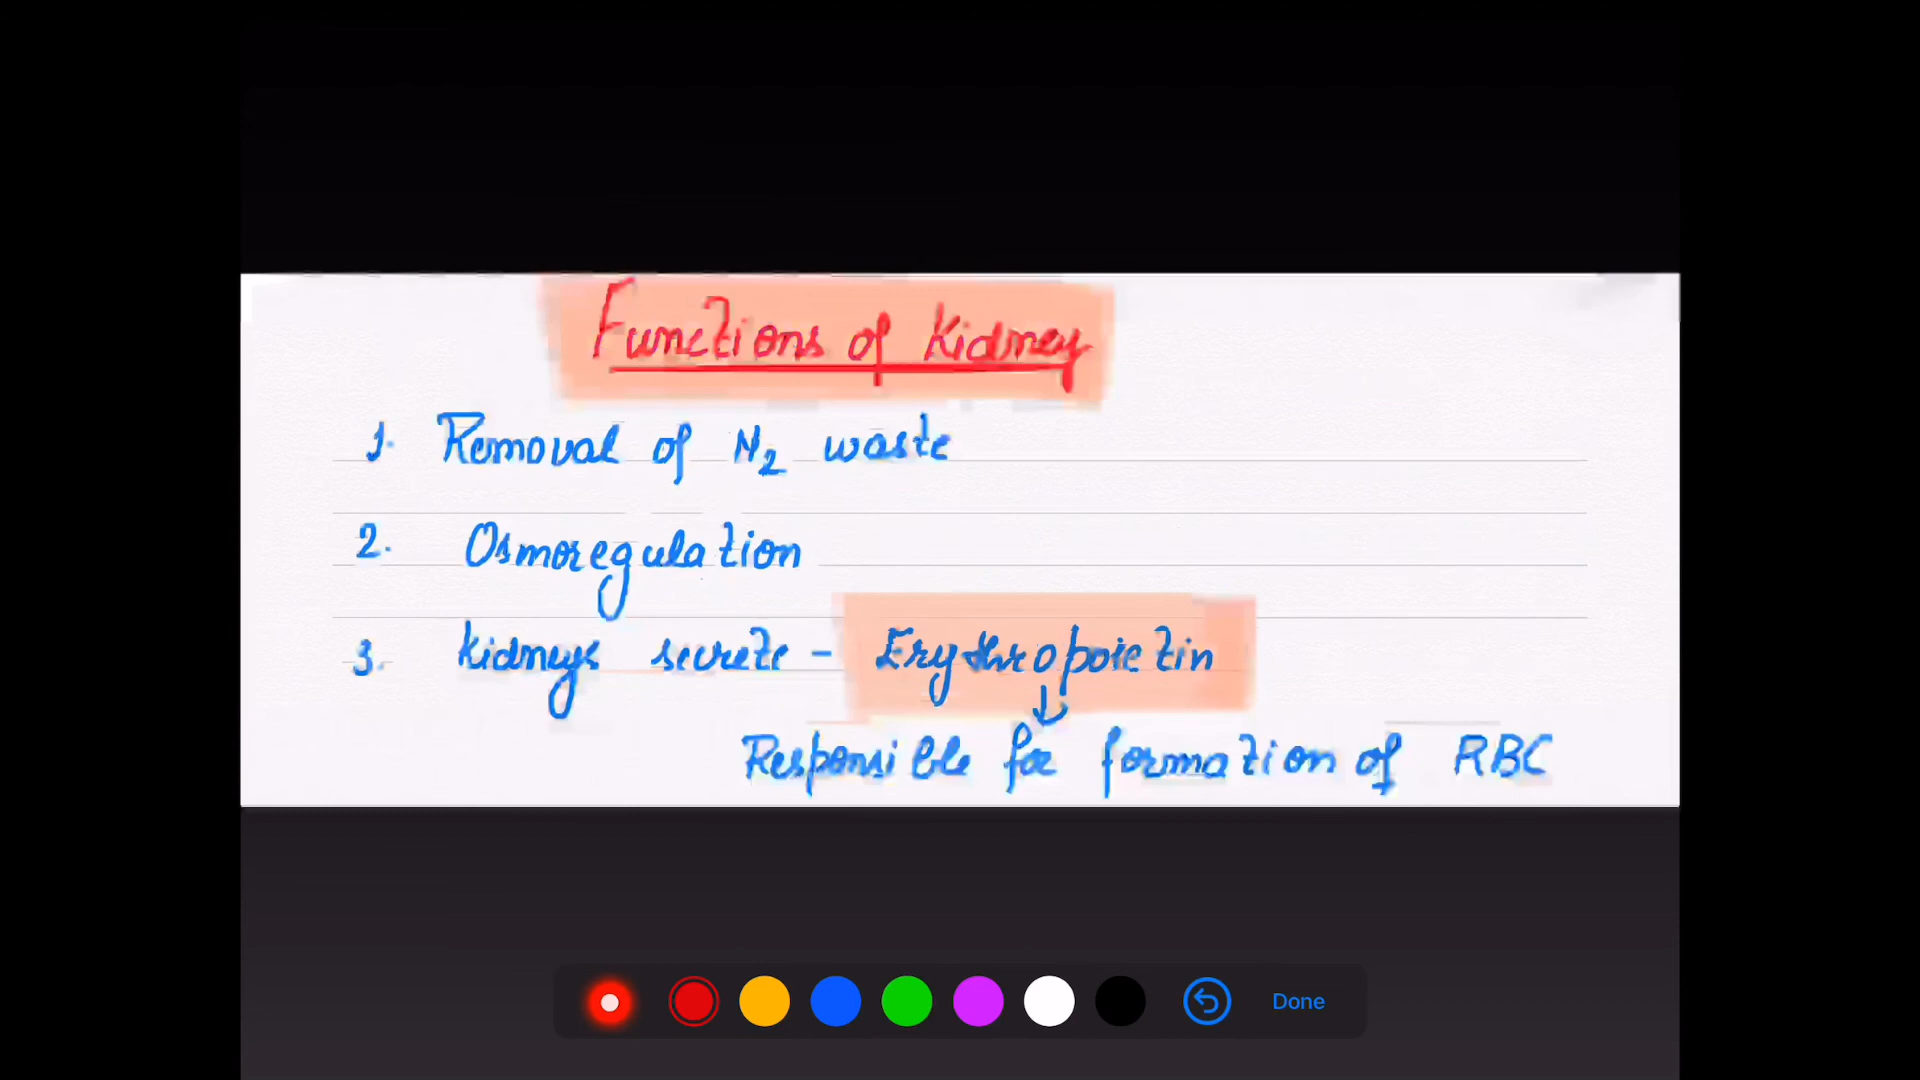 Functions of Kidney
1. Removal of N₂ waste
2. Osmoregulation
3. Kidneys secrete - Erythropoietin
↓
Responsible for formation of RBC
Done